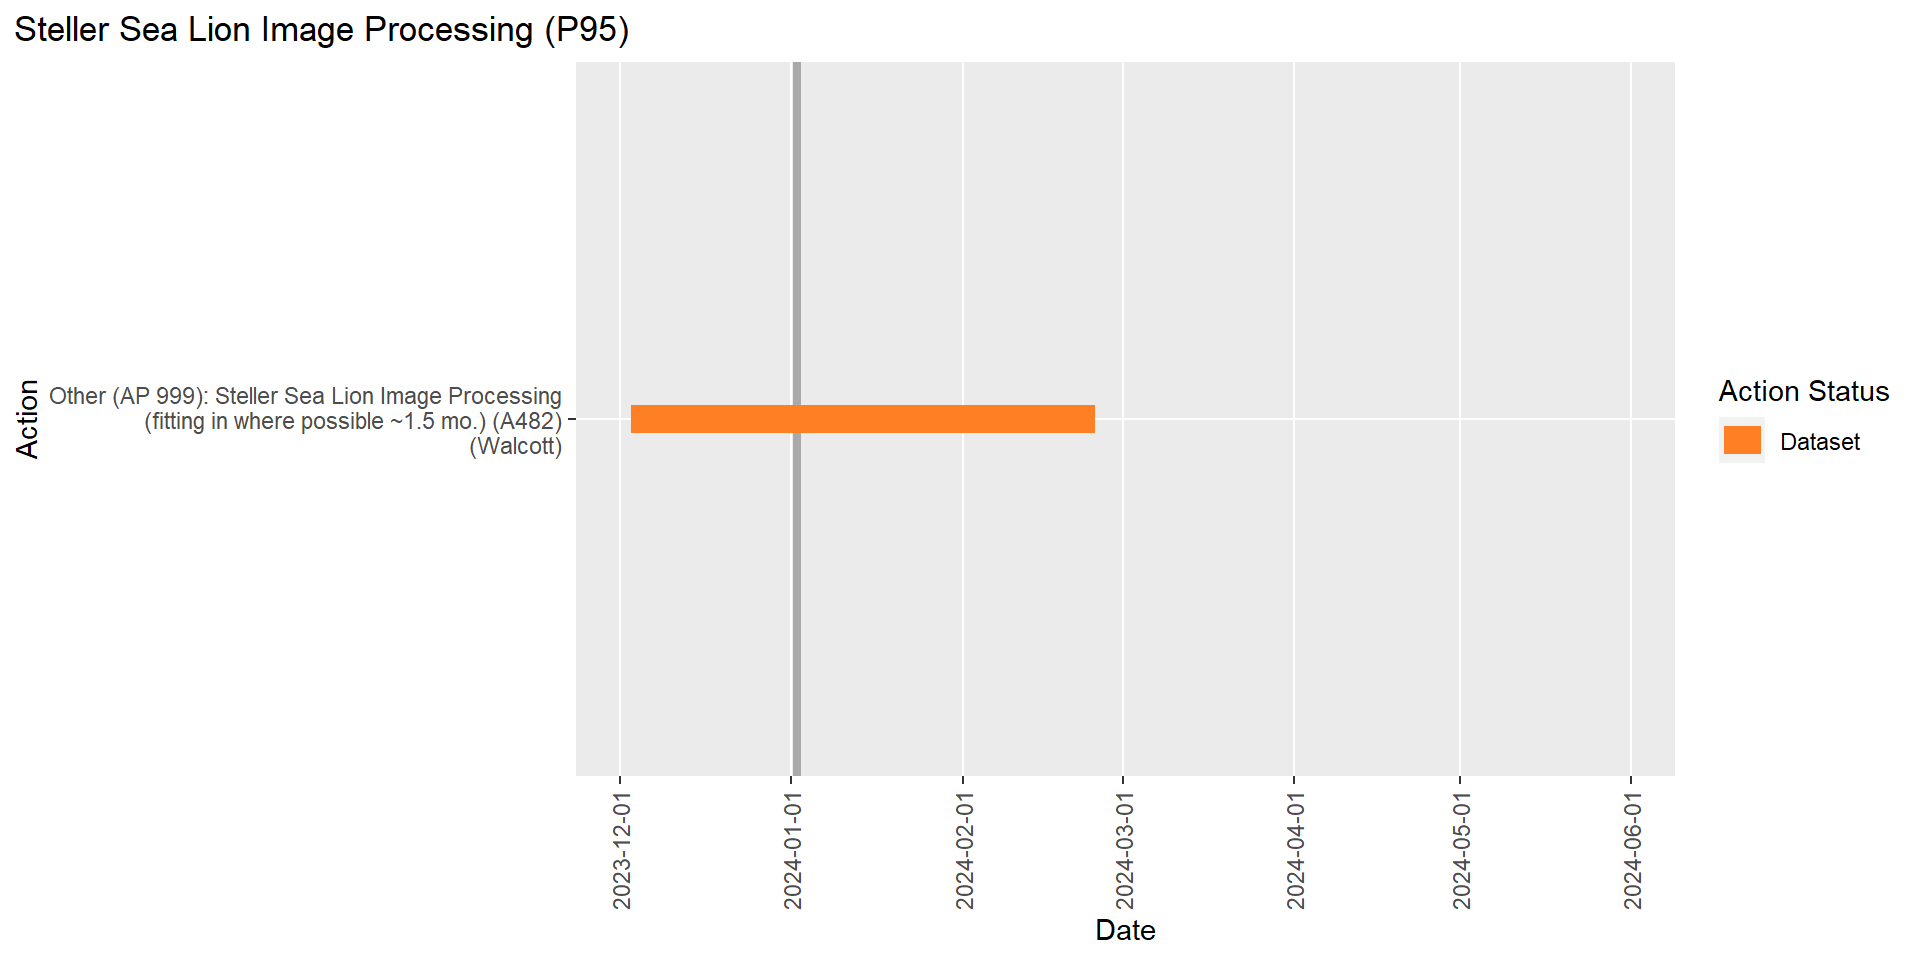 Steller Sea Lion Image Processing (P95)
Action
Other (AP 999): Steller Sea Lion Image Processing
(fitting in where possible ~1.5 mo.) (A482)
(Walcott)
2023-12-01
2024-01-01
2024-02-01
2024-03-01
2024-04-01
2024-05-01
2024-06-01
Date
Action Status
Dataset